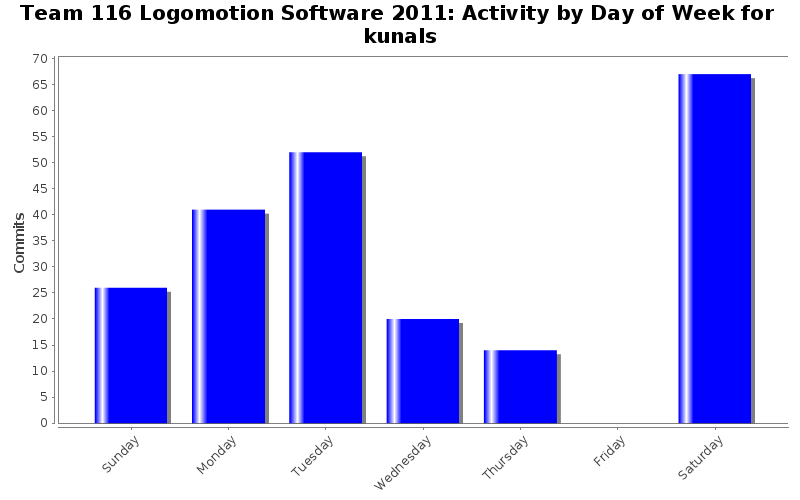 Team 116 Logomotion Software 2011: Activity by Day of Week for
kunals
70
65
60
55
50
45
40
35
30
25
20
15
10
5
0
Commits
Sunday
Monday
Tuesday
Wednesday
Thursday
Friday
Saturday